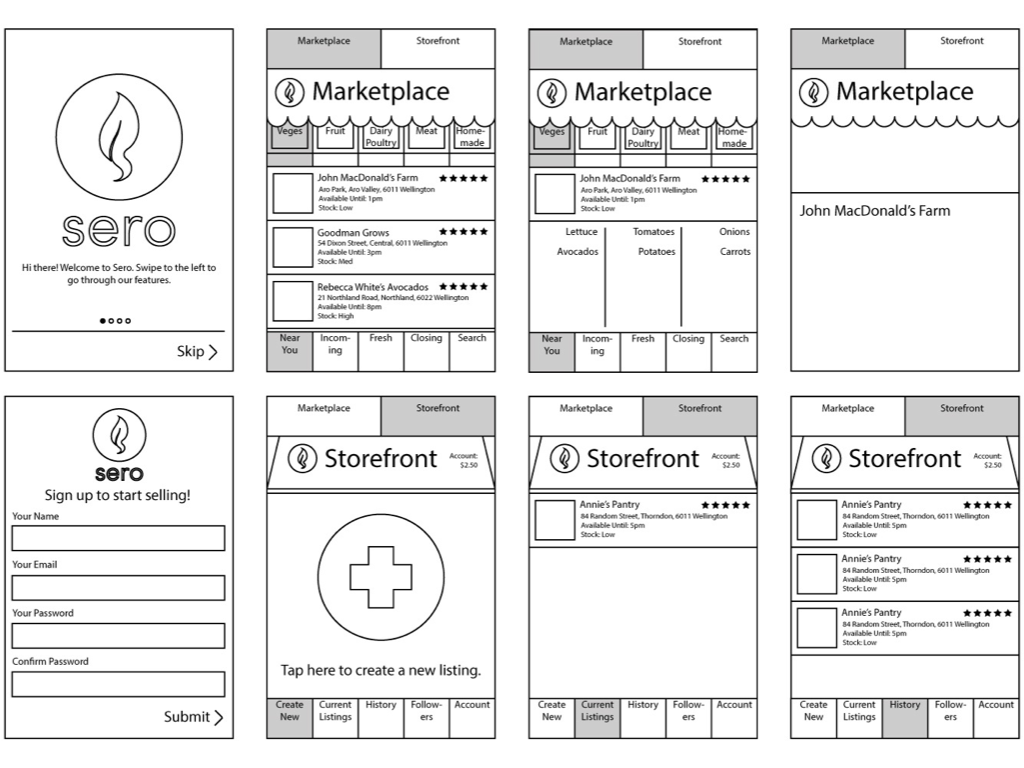 sero
Hi there! Welcome to Sero. Swipe to the left to
go through our features.
Skip
Marketplace
Storefront
Marketplace
Veges
Fruit
Dairy
Poultry
Meat
Home-
made
John MacDonald's Farm
Aro Park, Aro Valley, 6011 Wellington
Available Until: 1pm
Stock: Low
Goodman Grows
54 Dixon Street, Central, 6011 Wellington
Available Until: 3pm
Stock: Med
Rebecca White's Avocados
21 Northland Road, Northland, 6022 Wellington
Available Until: 8pm
Stock: High
Near
You
Incom-
ing
Fresh
Closing
Search
Marketplace
Storefront
Marketplace
Veges
Fruit
Dairy
Poultry
Meat
Home-
made
John MacDonald's Farm
Aro Park, Aro Valley, 6011 Wellington
Available Until: 1pm
Stock: Low
Lettuce
Tomatoes
Onions
Avocados
Potatoes
Carrots
Near
You
Incom-
ing
Fresh
Closing
Search
Marketplace
Storefront
Marketplace
John MacDonald's Farm
sero
Sign up to start selling!
Your Name
Your Email
Your Password
Confirm Password
Submit
Marketplace
Storefront
Storefront
Account:
$2.50
Tap here to create a new listing.
Create
New
Current
Listings
History
Follow-
ers
Account
Marketplace
Storefront
Storefront
Account:
$2.50
Annie's Pantry
84 Random Street, Thorndon, 6011 Wellington
Available Until: 5pm
Stock: Low
Create
New
Current
Listings
History
Follow-
ers
Account
Marketplace
Storefront
Storefront
Account:
$2.50
Annie's Pantry
84 Random Street, Thorndon, 6011 Wellington
Available Until: 5pm
Stock: Low
Annie's Pantry
84 Random Street, Thorndon, 6011 Wellington
Available Until: 5pm
Stock: Low
Annie's Pantry
84 Random Street, Thorndon, 6011 Wellington
Available Until: 5pm
Stock: Low
Create
New
Current
Listings
History
Follow-
ers
Account